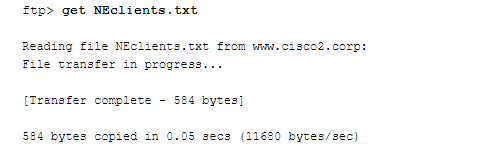 ftp> get NEclients.txt
Reading file NEclients.txt from www.cisco2.corp:
File transfer in progress...
[Transfer complete - 584 bytes]
584 bytes copied in 0.05 secs (11680 bytes/sec)